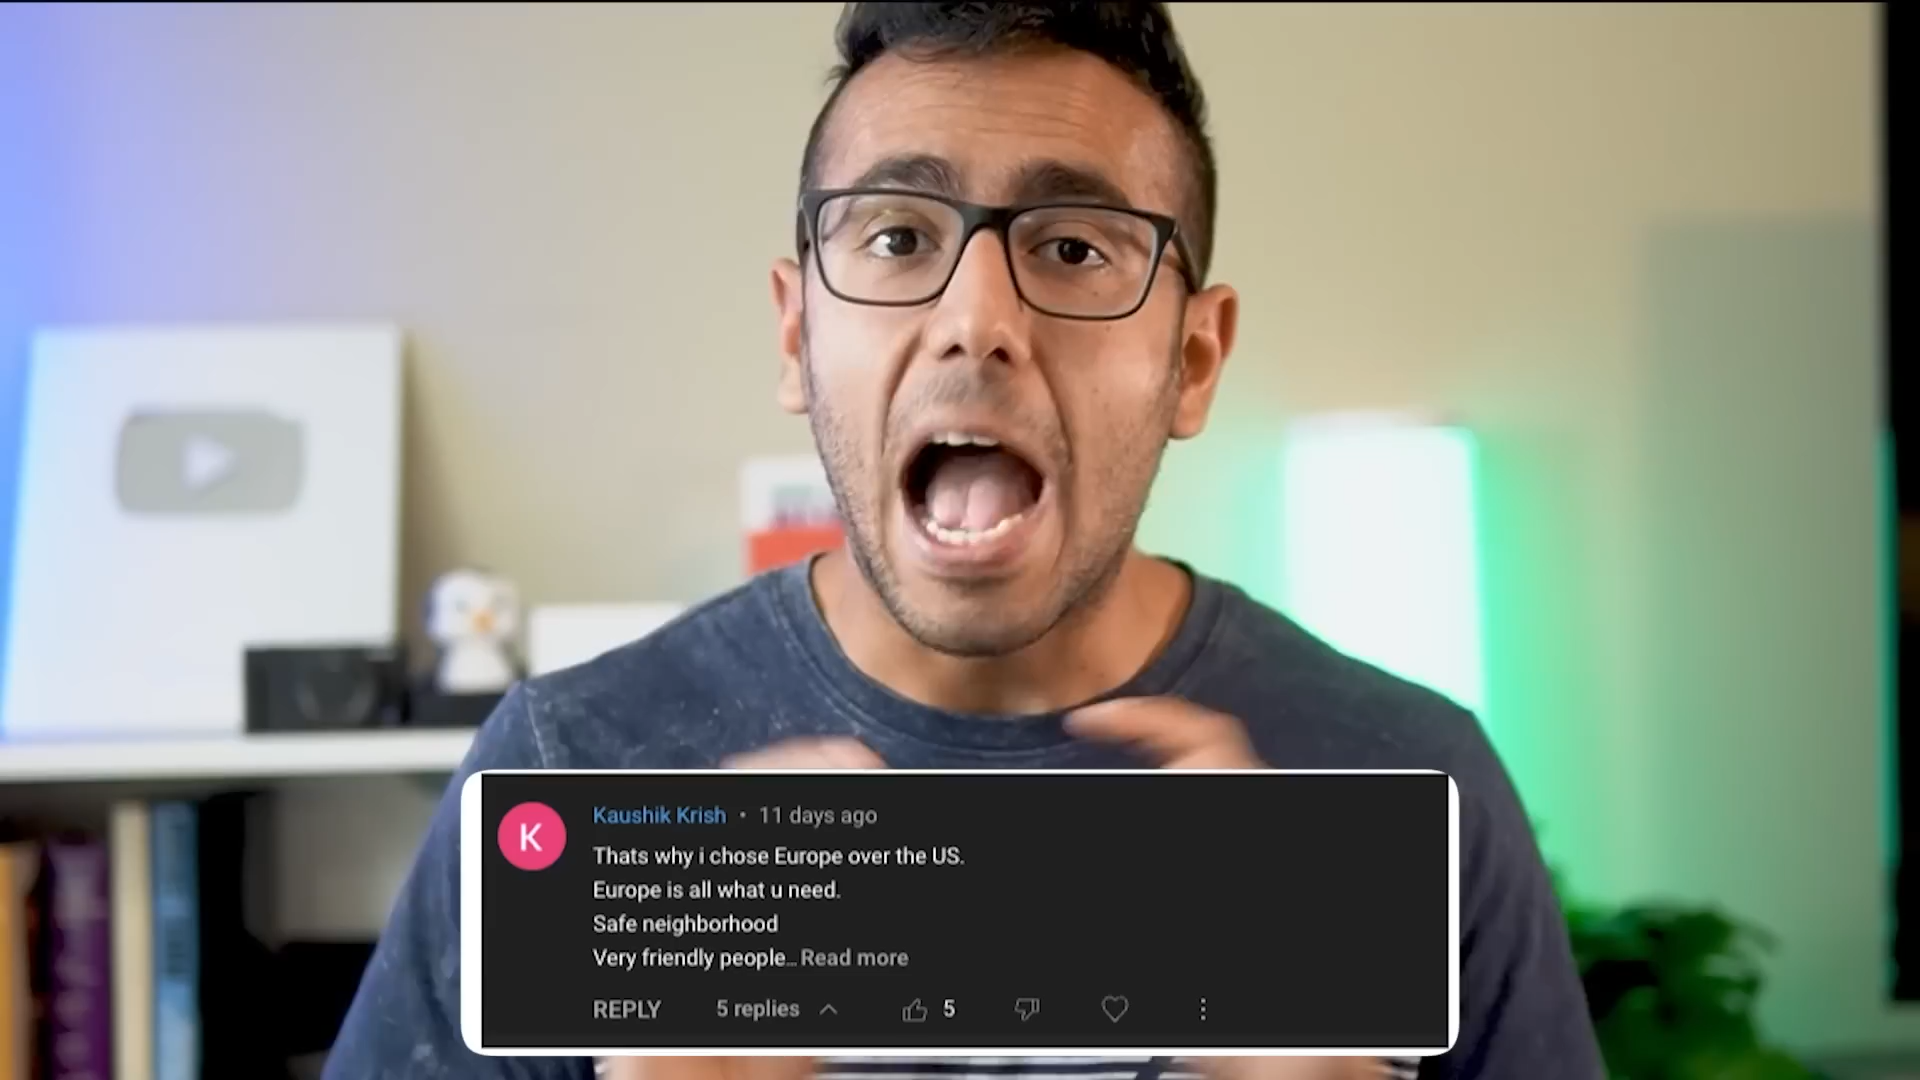 K
Kaushik Krish • 11 days ago
Thats why i chose Europe over the US.
Europe is all what u need.
Safe neighborhood
Very friendly people... Read more
REPLY 5 replies 5